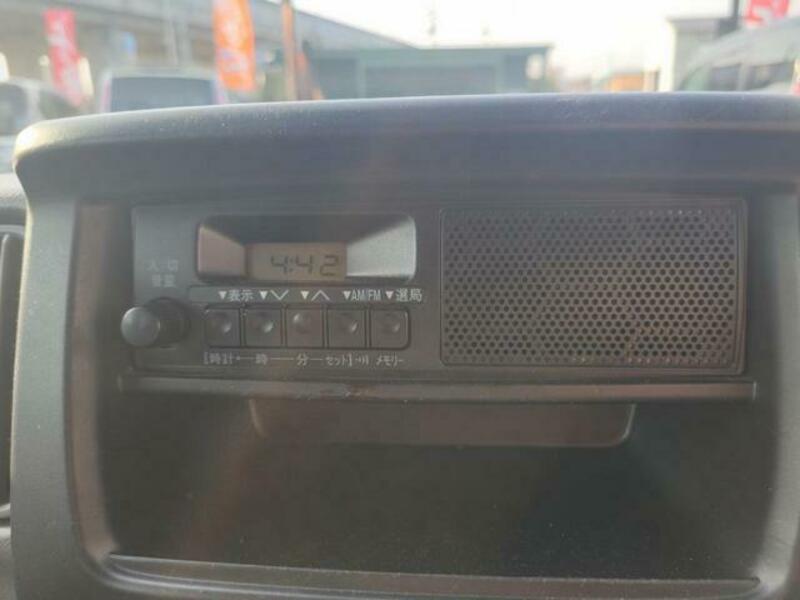 4:42
入/切
音量
▼表示 ▼∨ ▼∧ ▼AM/FM ▼選局
[時計•―時――分―セット] メモリー